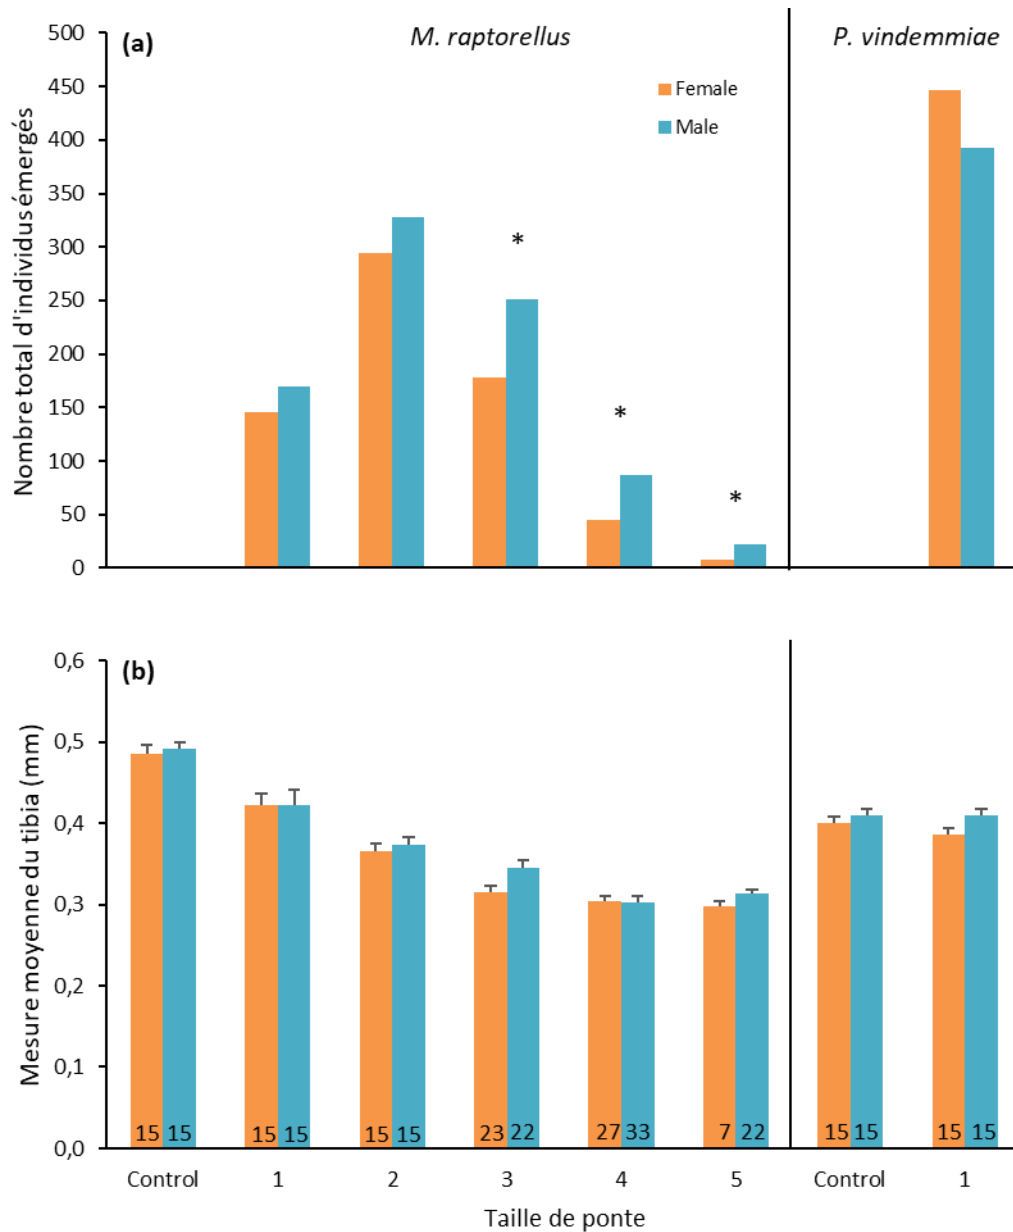 (a)
M. raptorellus
P. vindemmiae
Female
Male
Nombre total d'individus émergés
500
450
400
350
300
250
200
150
100
50
0
*
*
*
(b)
Mesure moyenne du tibia (mm)
0,6
0,5
0,4
0,3
0,2
0,1
0,0
15 15 15 15 15 15 23 22 27 33 7 22 15 15 15 15
Control 1 2 3 4 5 Control 1
Taille de ponte